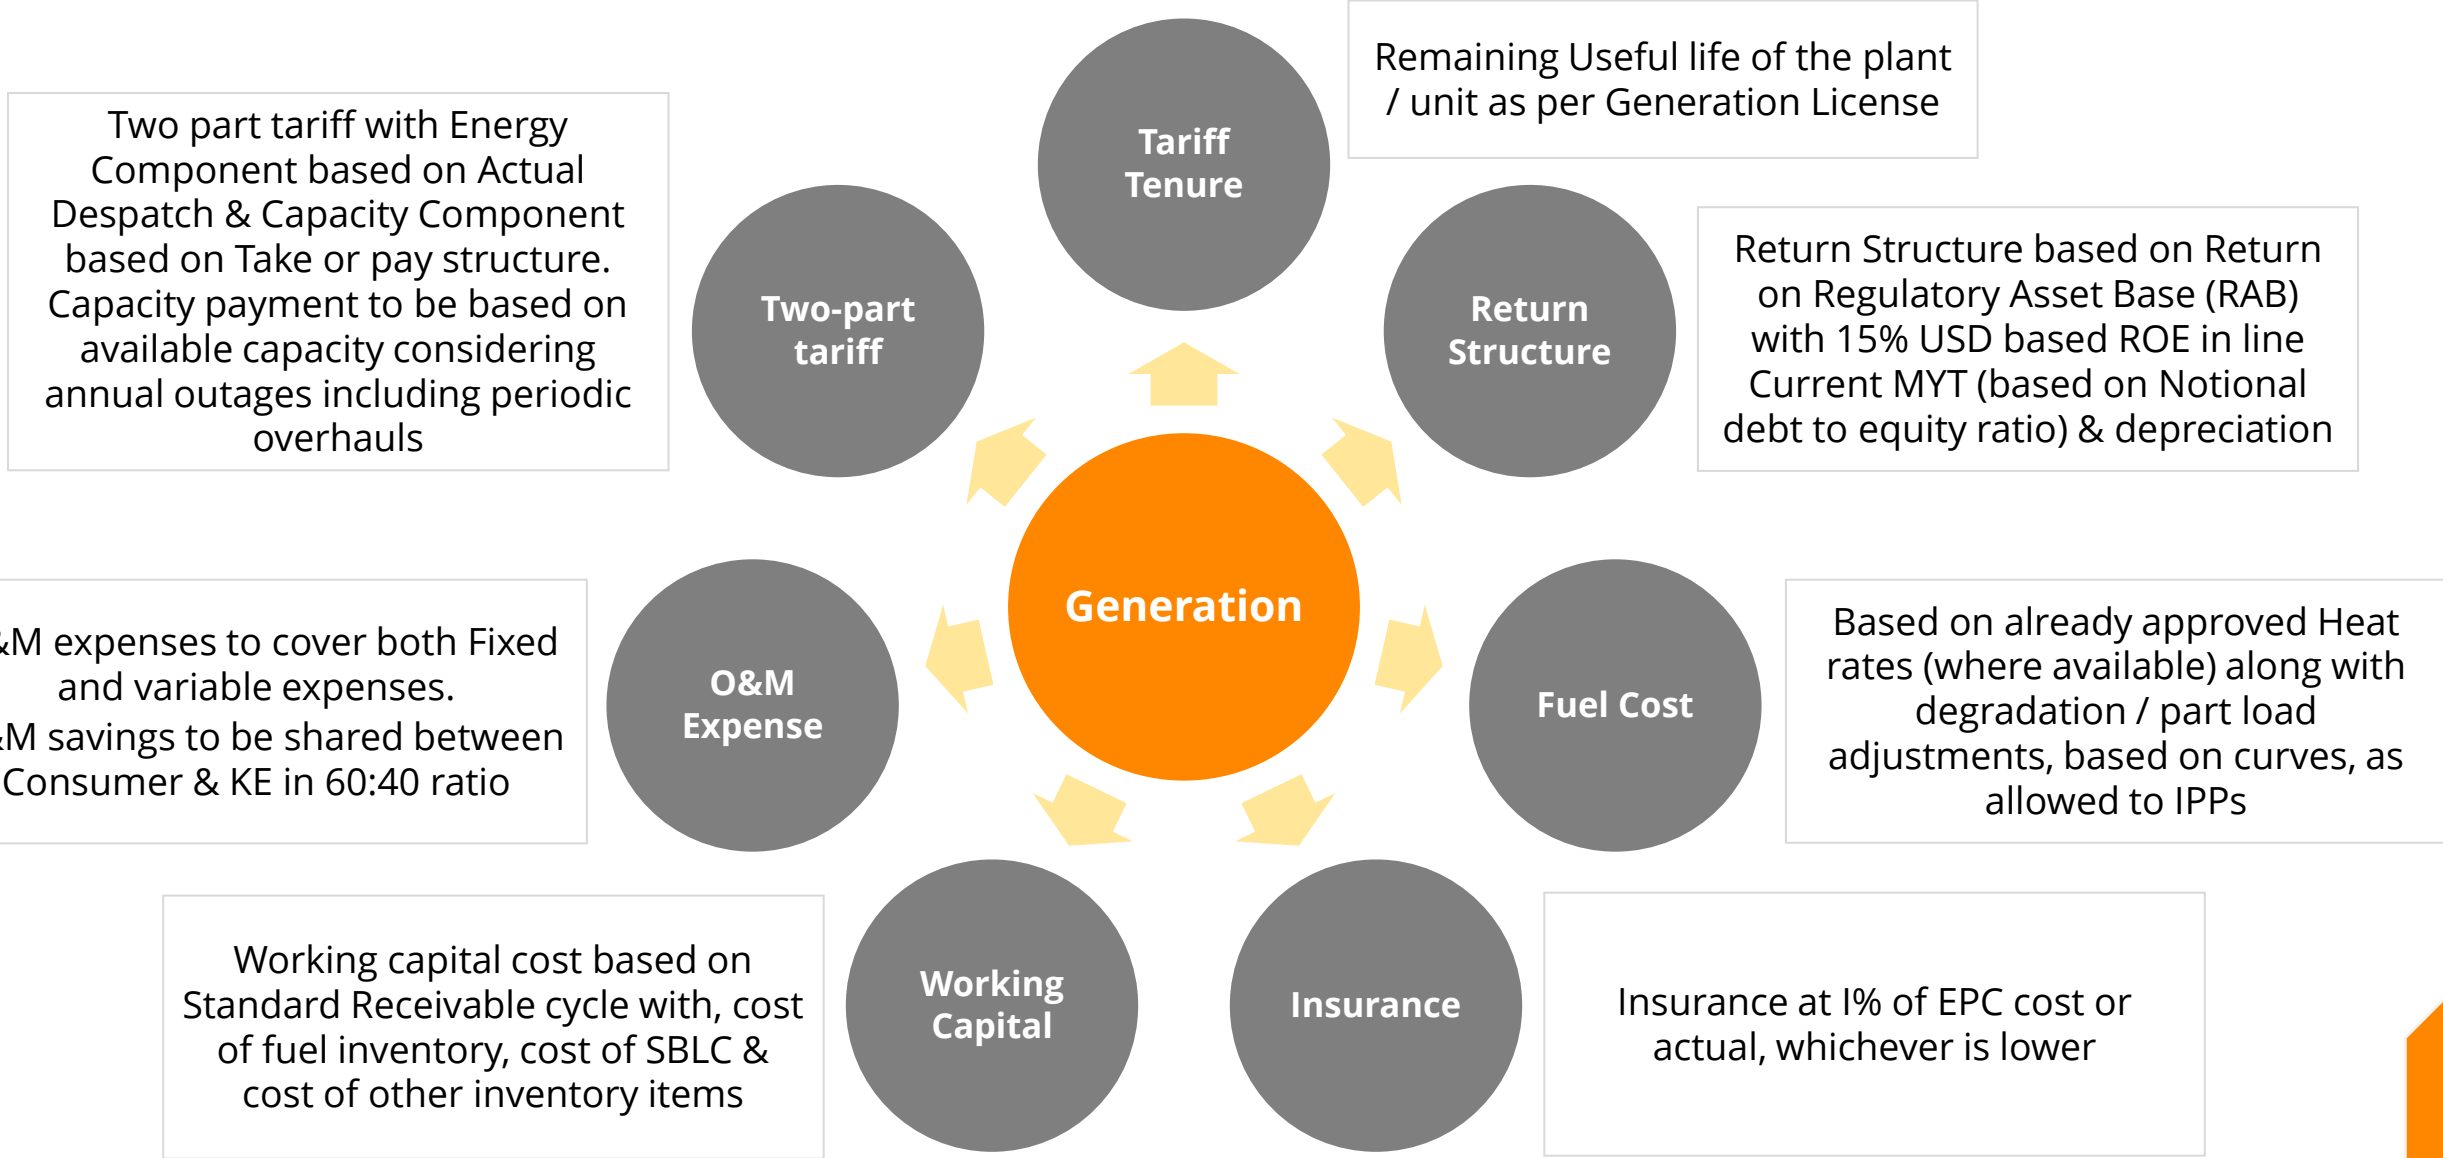 Tariff
Tenure
Remaining Useful life of the plant
/ unit as per Generation License
Return
Structure
Return Structure based on Return
on Regulatory Asset Base (RAB)
with 15% USD based ROE in line
Current MYT (based on Notional
debt to equity ratio) & depreciation
Fuel Cost
Based on already approved Heat
rates (where available) along with
degradation / part load
adjustments, based on curves, as
allowed to IPPs
Insurance
Insurance at I% of EPC cost or
actual, whichever is lower
Working
Capital
Working capital cost based on
Standard Receivable cycle with, cost
of fuel inventory, cost of SBLC &
cost of other inventory items
O&M
Expense
&M expenses to cover both Fixed
and variable expenses.
&M savings to be shared between
Consumer & KE in 60:40 ratio
Two-part
tariff
Two part tariff with Energy
Component based on Actual
Despatch & Capacity Component
based on Take or pay structure.
Capacity payment to be based on
available capacity considering
annual outages including periodic
overhauls
Generation